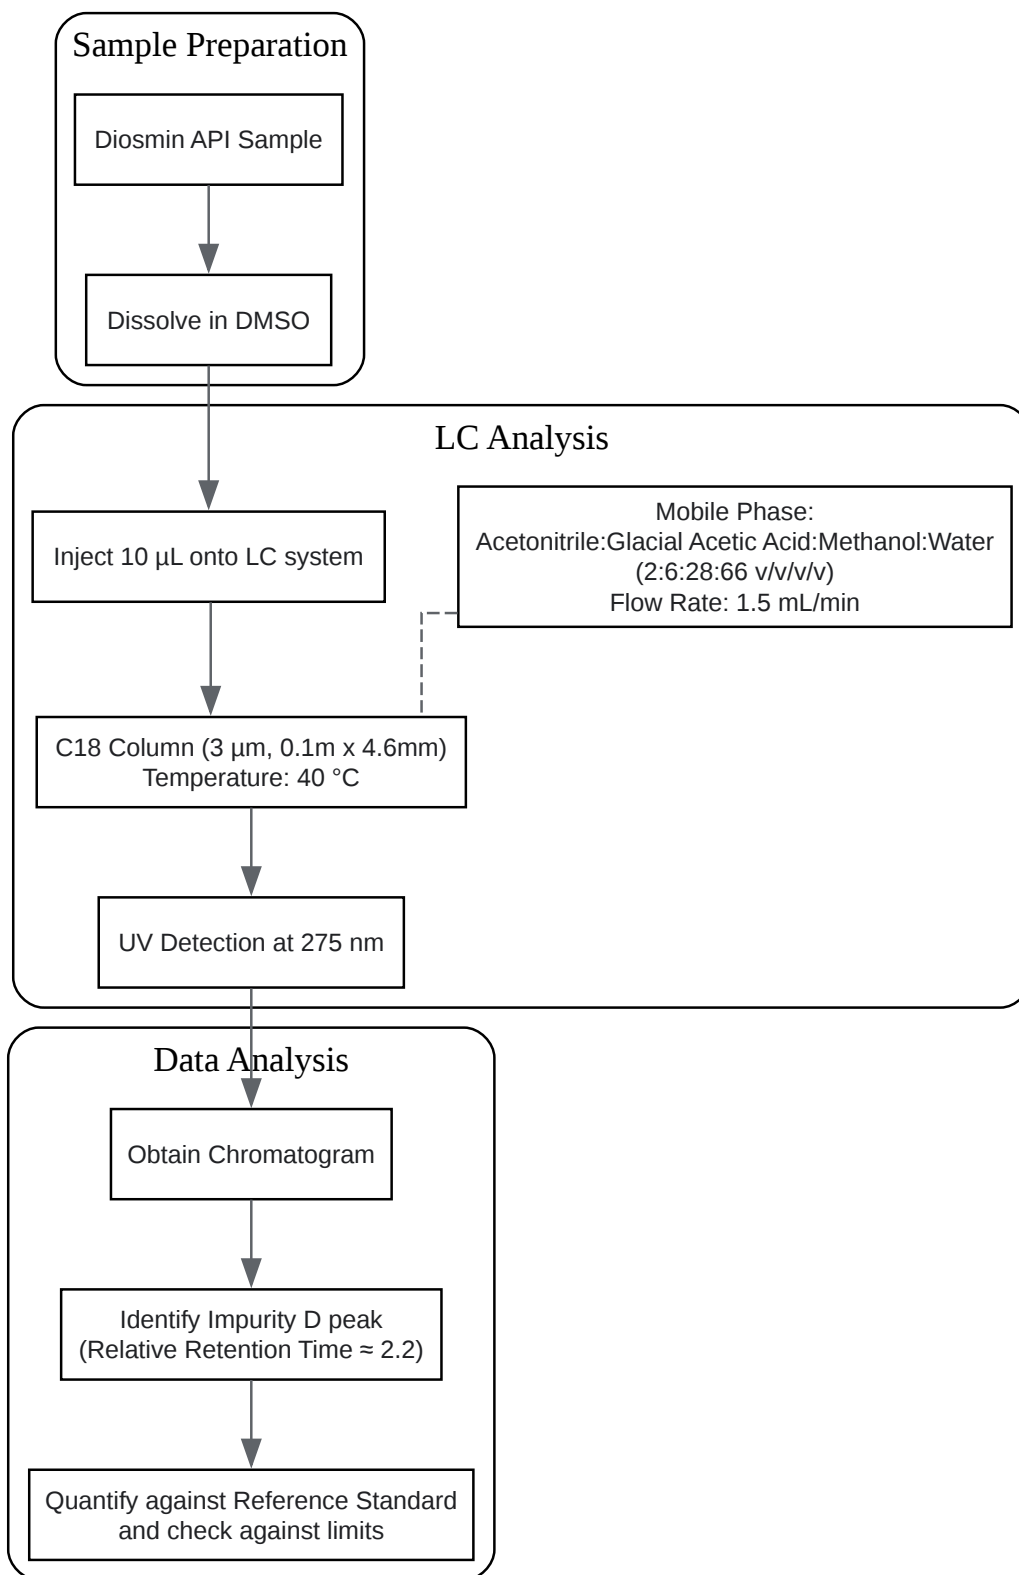 Sample Preparation
Diosmin API Sample
Dissolve in DMSO
LC Analysis
Inject 10 µL onto LC system
Mobile Phase:
Acetonitrile:Glacial Acetic Acid:Methanol:Water
(2:6:28:66 v/v/v/v)
Flow Rate: 1.5 mL/min
C18 Column (3 µm, 0.1m x 4.6mm)
Temperature: 40 °C
UV Detection at 275 nm
Data Analysis
Obtain Chromatogram
Identify Impurity D peak
(Relative Retention Time ≈ 2.2)
Quantify against Reference Standard
and check against limits